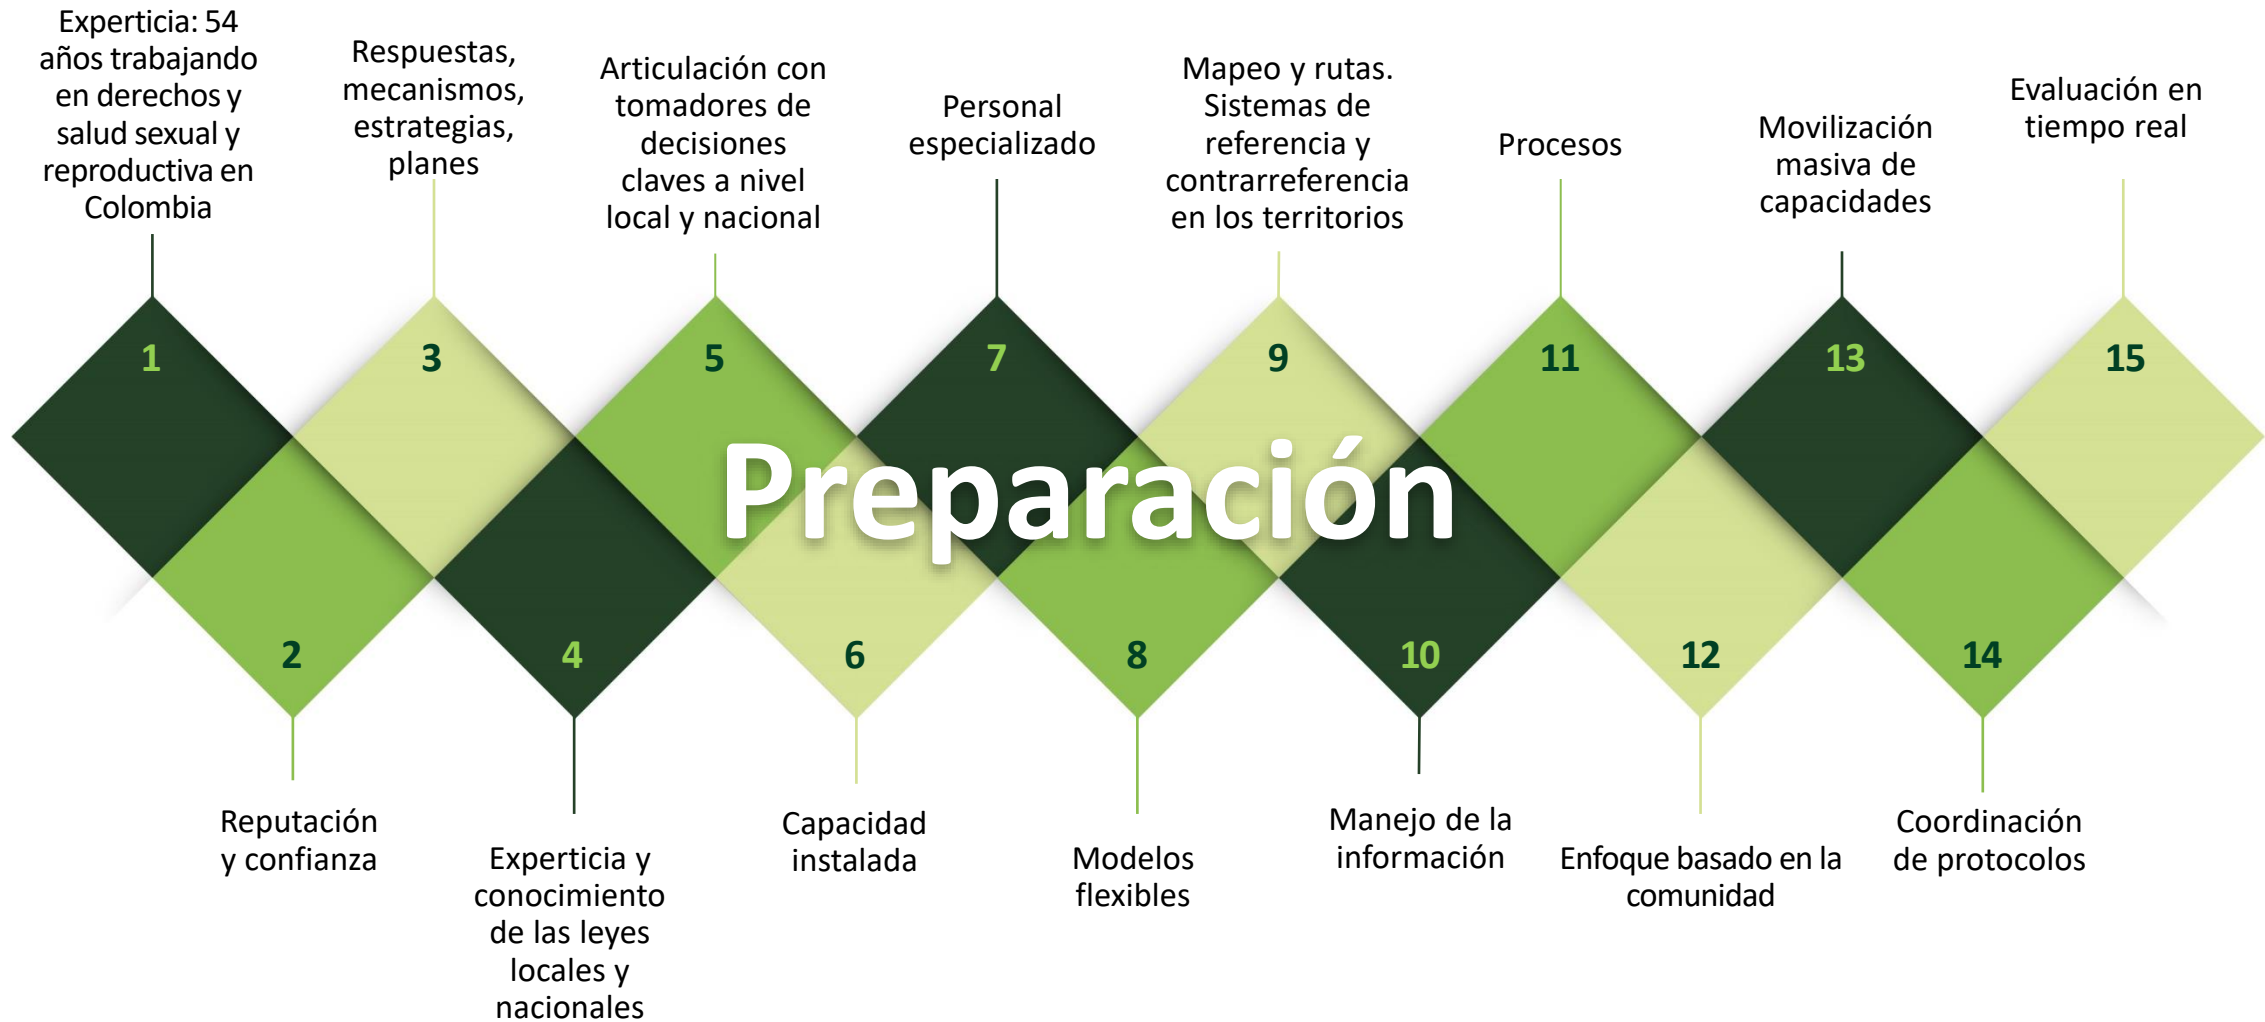 Experticia: 54
años trabajando
en derechos y
salud sexual y
reproductiva en
Colombia
Respuestas,
mecanismos,
estrategias,
planes
Articulación con
tomadores de
decisiones
claves a nivel
local y nacional
Personal
especializado
Mapeo y rutas.
Sistemas de
referencia y
contrarreferencia
en los territorios
Procesos
Movilización
masiva de
capacidades
Evaluación en
tiempo real
1
3
5
7
9
11
13
15
Preparación
2
4
6
8
10
12
14
Reputación
y confianza
Experticia y
conocimiento
de las leyes
locales y
nacionales
Capacidad
instalada
Modelos
flexibles
Manejo de la
información
Enfoque basado en la
comunidad
Coordinación
de protocolos